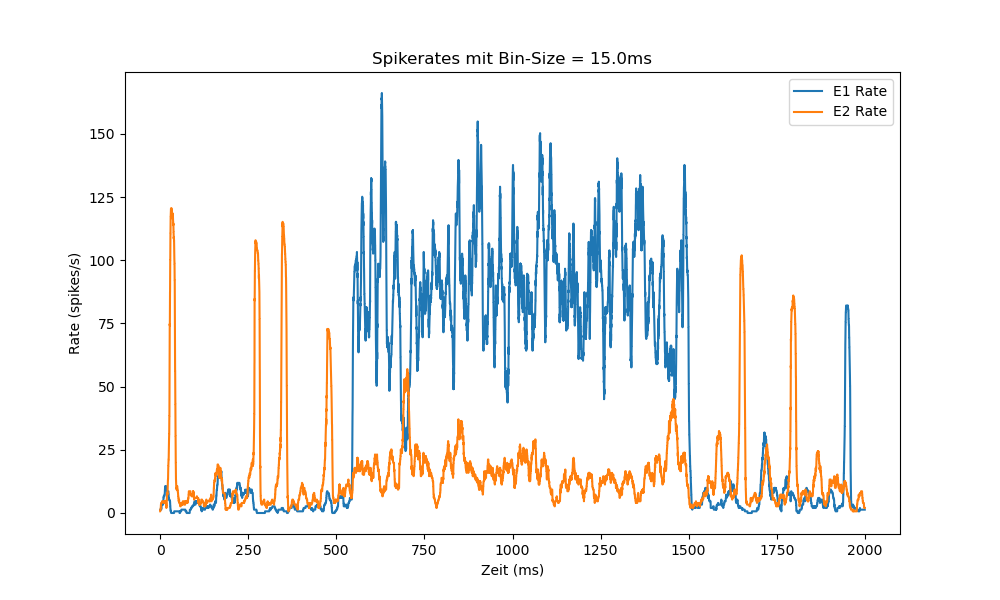 Spikerates mit Bin-Size = 15.0ms
E1 Rate
E2 Rate
Rate (spikes/s)
150
125
100
75
50
25
0
0 250 500 750 1000 1250 1500 1750 2000
Zeit (ms)